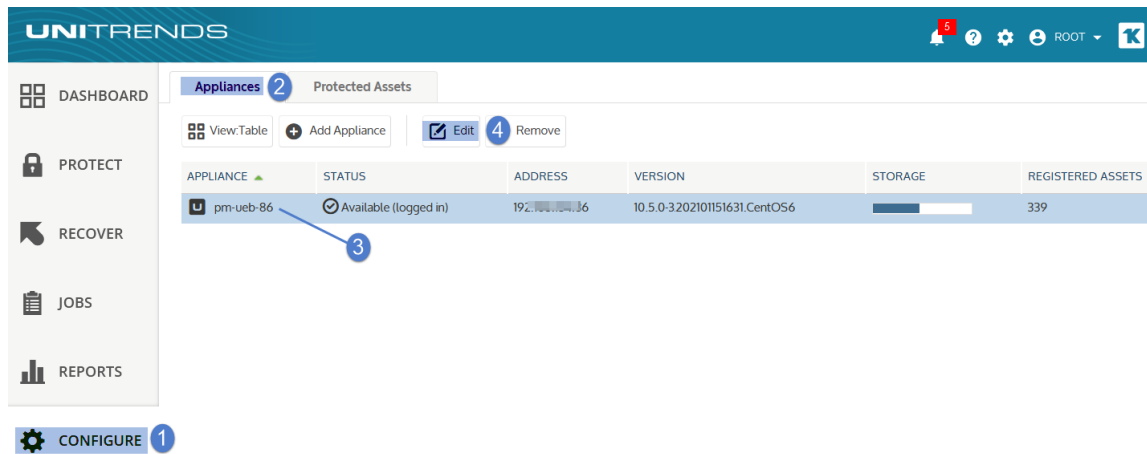 UNITRENDS
5
? ROOT
DASHBOARD
PROTECT
RECOVER
JOBS
REPORTS
CONFIGURE 1
Appliances 2 Protected Assets
View:Table Add Appliance Edit 4 Remove
APPLIANCE STATUS ADDRESS VERSION STORAGE REGISTERED ASSETS
U pm-ueb-86 Available (logged in) 10.5.0-3.202101151631.CentOS6 339
3